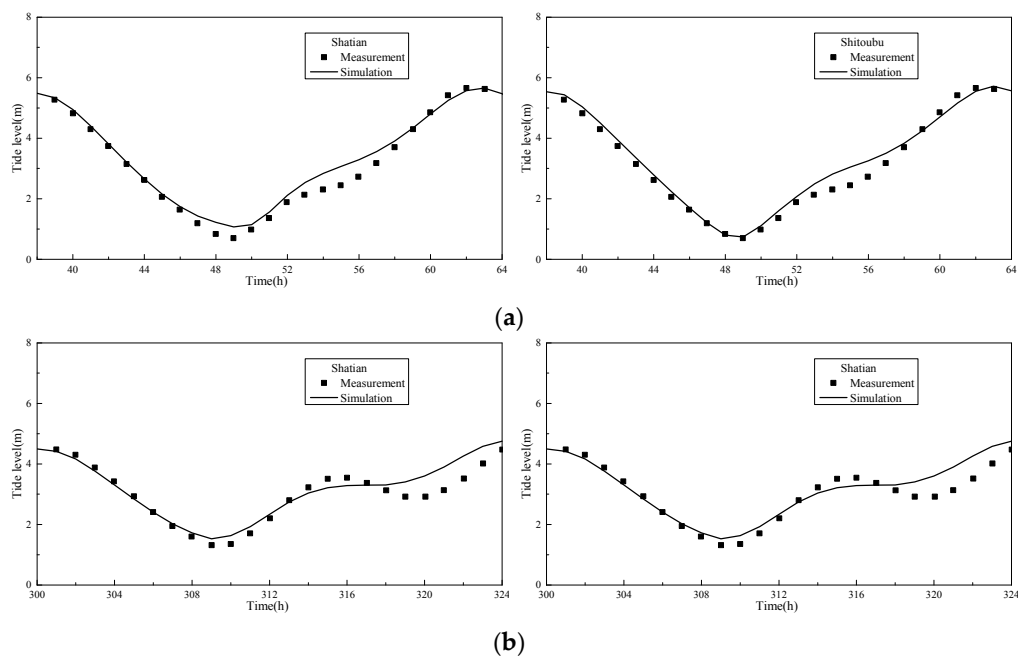 8
6
4
2
0
Tide level(m)
Shatian
Measurement
Simulation
40 44 48 52 56 60 64
Time(h)
8
6
4
2
0
Tide level(m)
Shitoubu
Measurement
Simulation
40 44 48 52 56 60 64
Time(h)
(a)
8
6
4
2
0
Tide level(m)
Shatian
Measurement
Simulation
300 304 308 312 316 320 324
Time(h)
8
6
4
2
0
Tide level(m)
Shatian
Measurement
Simulation
300 304 308 312 316 320 324
Time(h)
(b)